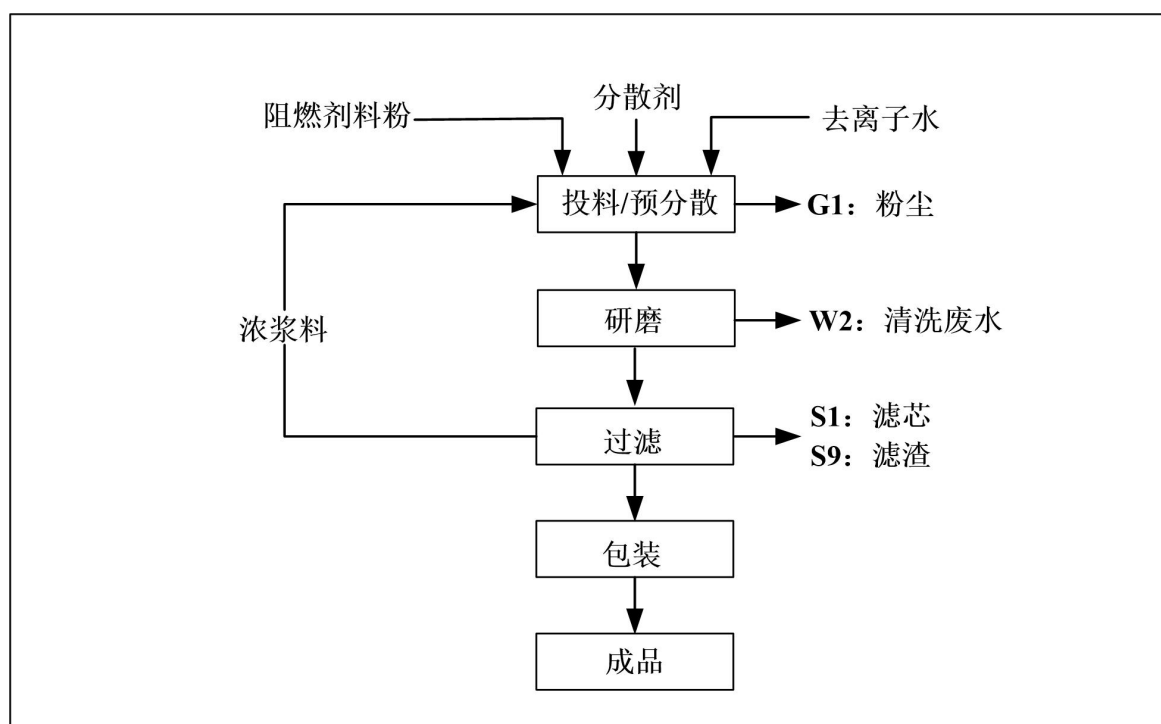 分散剂
阻燃剂料粉
去离子水
投料/预分散
G1：粉尘
研磨
W2：清洗废水
浓浆料
过滤
S1：滤芯
S9：滤渣
包装
成品